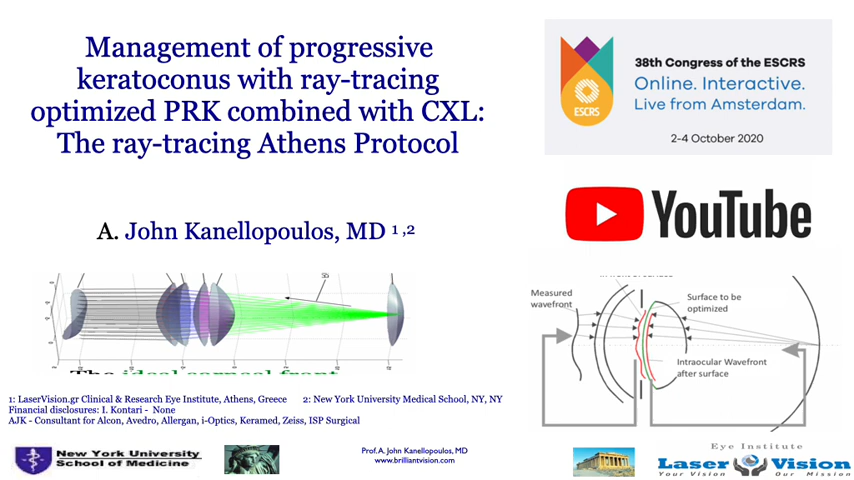 Management of progressive
keratoconus with ray-tracing
optimized PRK combined with CXL:
The ray-tracing Athens Protocol
A. John Kanellopoulos, MD 1 ,2
38th Congress of the ESCRS
Online. Interactive.
Live from Amsterdam.
ESCRS
2-4 October 2020
YouTube
Measured
wavefront
Surface to be
optimized
Intraocular Wavefront
after surface
The ideal corneal front
1: LaserVision.gr Clinical & Research Eye Institute, Athens, Greece 2: New York University Medical School, NY, NY
Financial disclosures: I. Kontari - None
AJK - Consultant for Alcon, Avedro, Allergan, i-Optics, Keramed, Zeiss, ISP Surgical
New York University
School of Medicine
Prof.A. John Kanellopoulos, MD
www.brilliantvision.com
Eye Institute
Laser Vision
Your Vision Our Mission